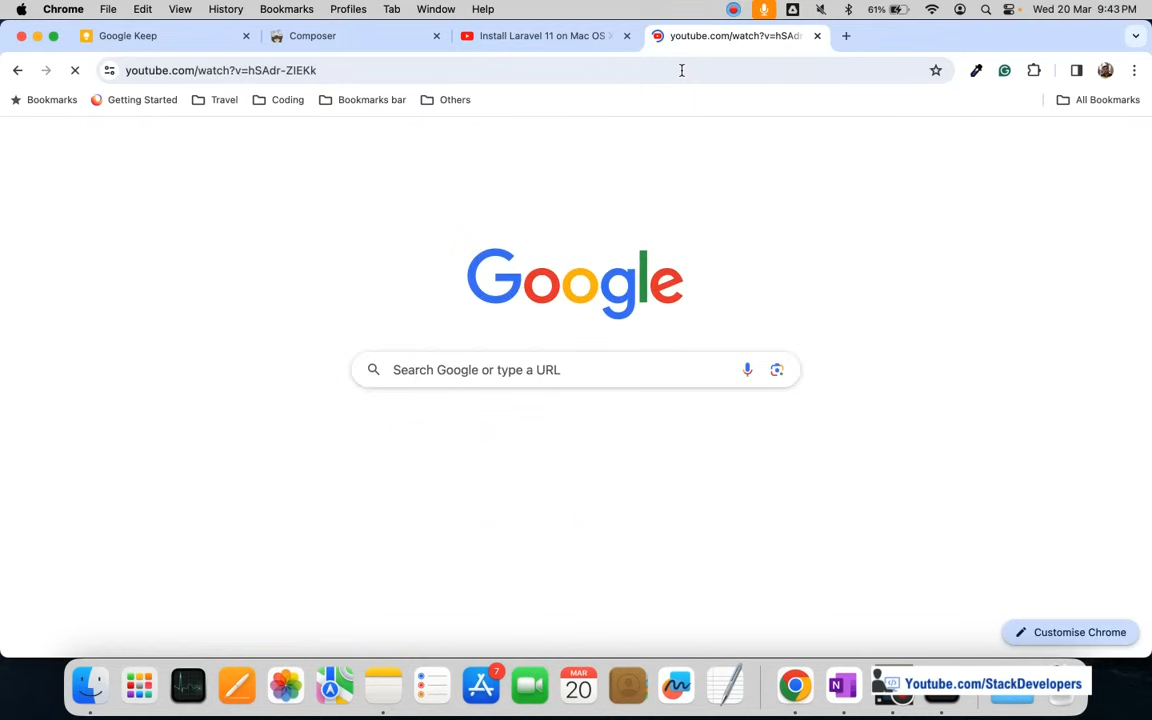 Chrome File Edit View History Bookmarks Profiles Tab Window Help 61% Wed 20 Mar 9:43 PM
Google Keep Composer Install Laravel 11 on Mac OS youtube.com/watch?v=hSAdr
youtube.com/watch?v=hSAdr-ZIEKk
Bookmarks Getting Started Travel Coding Bookmarks bar Others All Bookmarks
Google
Search Google or type a URL
Customise Chrome
7
MAR
20
N
Youtube.com/StackDevelopers